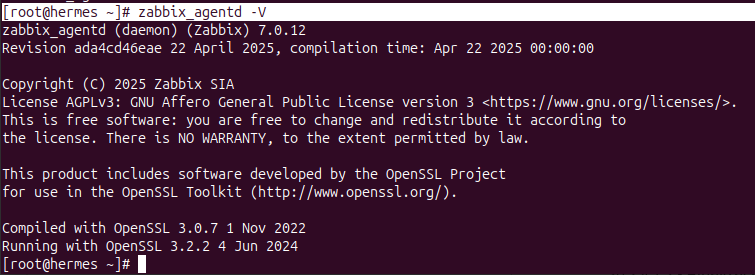 [root@hermes ~]# zabbix_agentd -V
zabbix_agentd (daemon) (Zabbix) 7.0.12
Revision ada4cd46eae 22 April 2025, compilation time: Apr 22 2025 00:00:00
Copyright (C) 2025 Zabbix SIA
License AGPLv3: GNU Affero General Public License version 3 <https://www.gnu.org/licenses/>.
This is free software: you are free to change and redistribute it according to
the license. There is NO WARRANTY, to the extent permitted by law.
This product includes software developed by the OpenSSL Project
for use in the OpenSSL Toolkit (http://www.openssl.org/).
Compiled with OpenSSL 3.0.7 1 Nov 2022
Running with OpenSSL 3.2.2 4 Jun 2024
[root@hermes ~]#